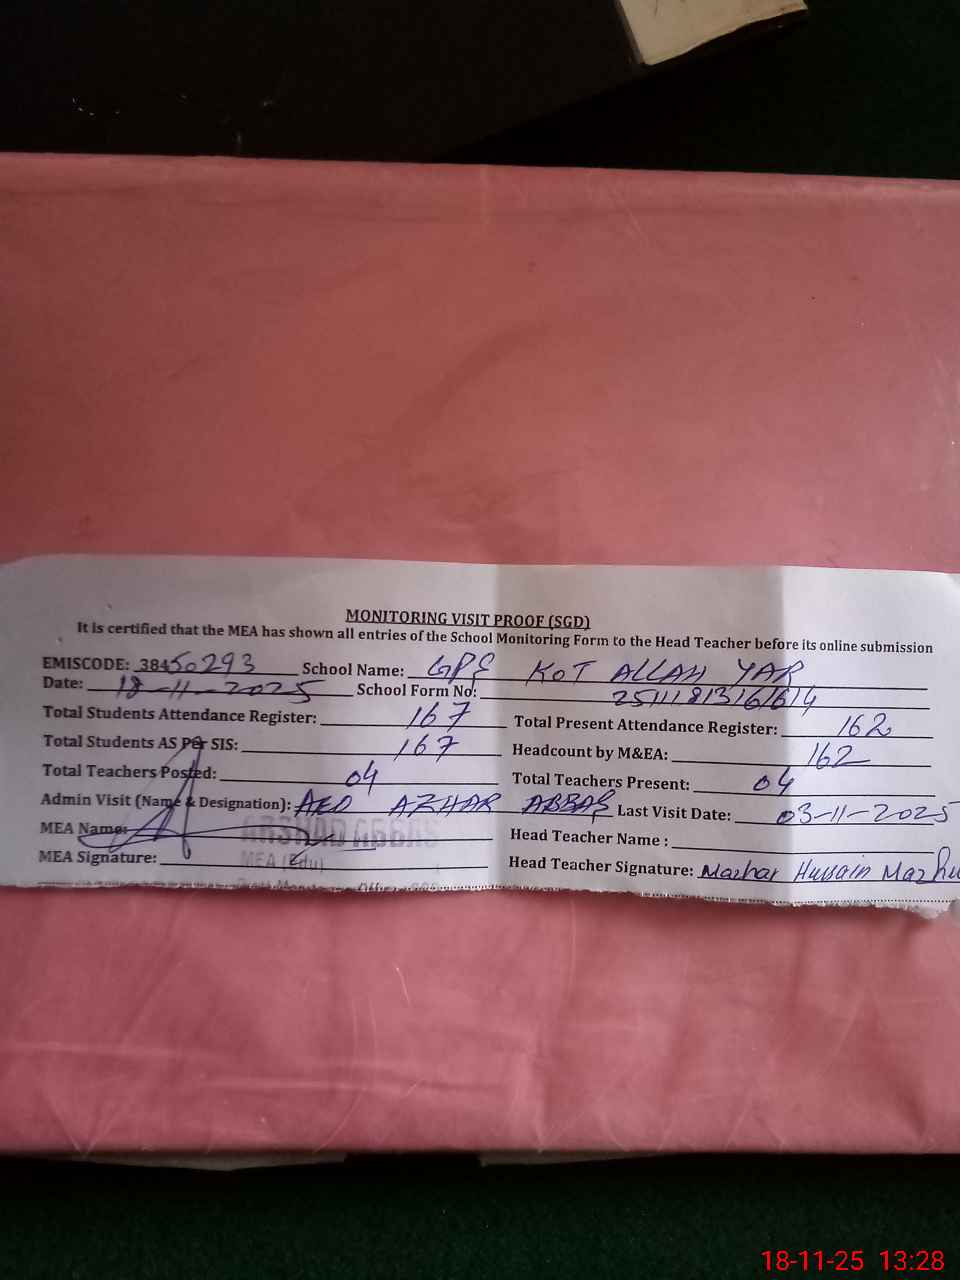 MONITORING VISIT PROOF (SGD)
It is certified that the MEA has shown all entries of the School Monitoring Form to the Head Teacher before its online submission
EMISCODE: 38450293 School Name: GPS KOT ALLAH YAR
Date: 18-11-2025 School Form No:
Total Students Attendance Register: 167 Total Present Attendance Register: 162
Total Students AS Per SIS: 167 Headcount by M&EA: 162
Total Teachers Posted: 04 Total Teachers Present: 04
Admin Visit (Name & Designation): AEO AZHAR ABBAS Last Visit Date: 03-11-2025
MEA Name: ARSHAD ABBAS Head Teacher Name :
MEA Signature: MEA (Edu) Head Teacher Signature: Mazhar Hussain
18-11-25 13:28